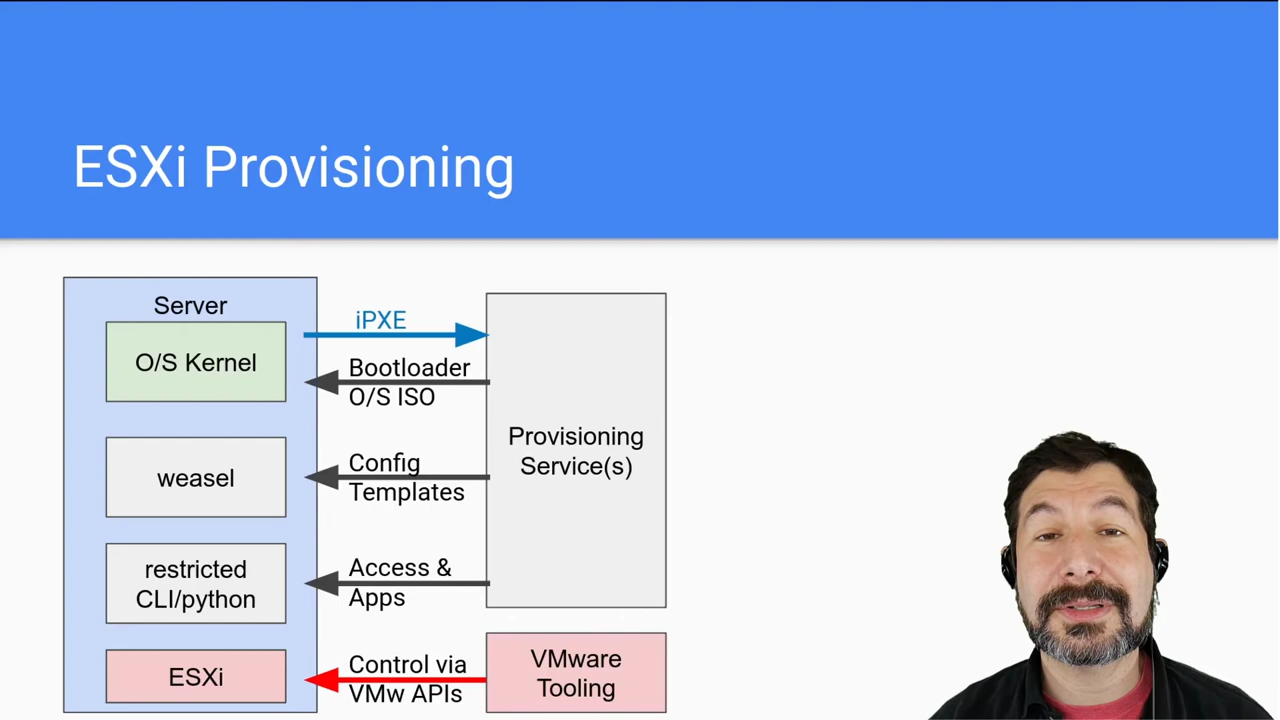 ESXi Provisioning
Server
O/S Kernel
iPXE
Bootloader
O/S ISO
weasel
Config
Templates
Provisioning
Service(s)
restricted
CLI/python
Access &
Apps
ESXi
Control via
VMw APIs
VMware
Tooling